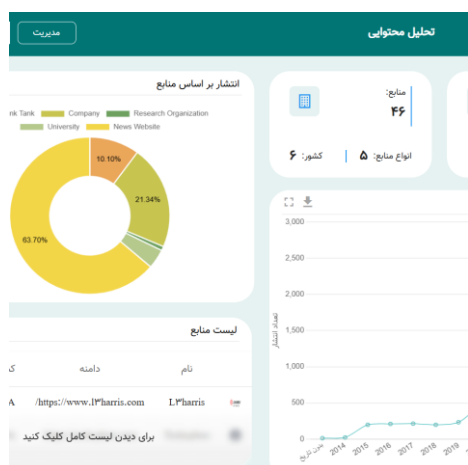 تحلیل محتوایی
مدیریت
منابع:
۴۶
انواع منابع: ۵ | کشور: ۶
3,000
2,500
2,000
1,500
1,000
500
0
تعداد انتشار
بدون تاریخ
2014
2015
2016
2017
2018
2019
انتشار بر اساس منابع
nk Tank
Company
Research Organization
University
News Website
10.10%
21.34%
63.70%
لیست منابع
نام
دامنه
L۳harris
https://www.l۳harris.com/
A
برای دیدن لیست کامل کلیک کنید